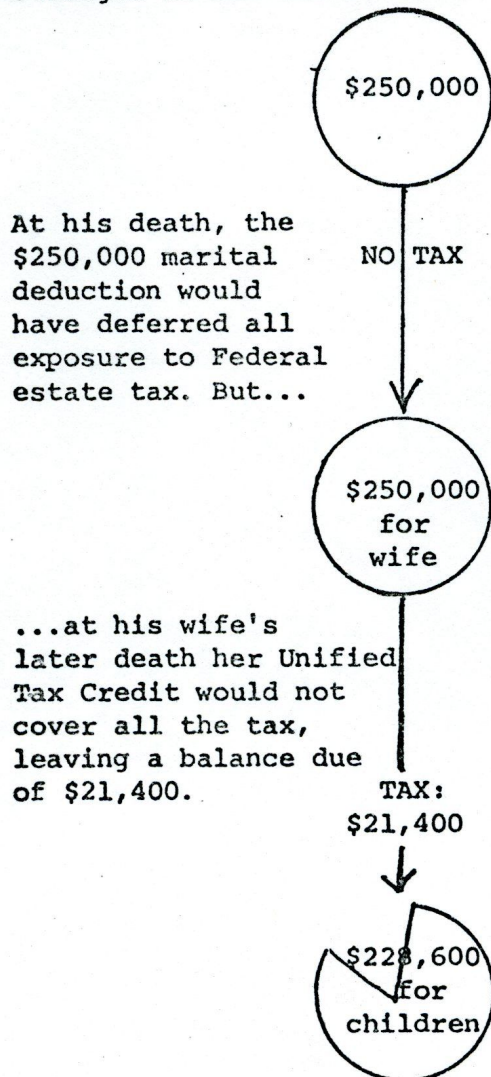 $250,000
At his death, the
$250,000 marital
deduction would
have deferred all
exposure to Federal
estate tax. But...
NO TAX
$250,000
for
wife
...at his wife's
later death her Unified
Tax Credit would not
cover all the tax,
leaving a balance due
of $21,400.
TAX:
$21,400
$228,600
for
children